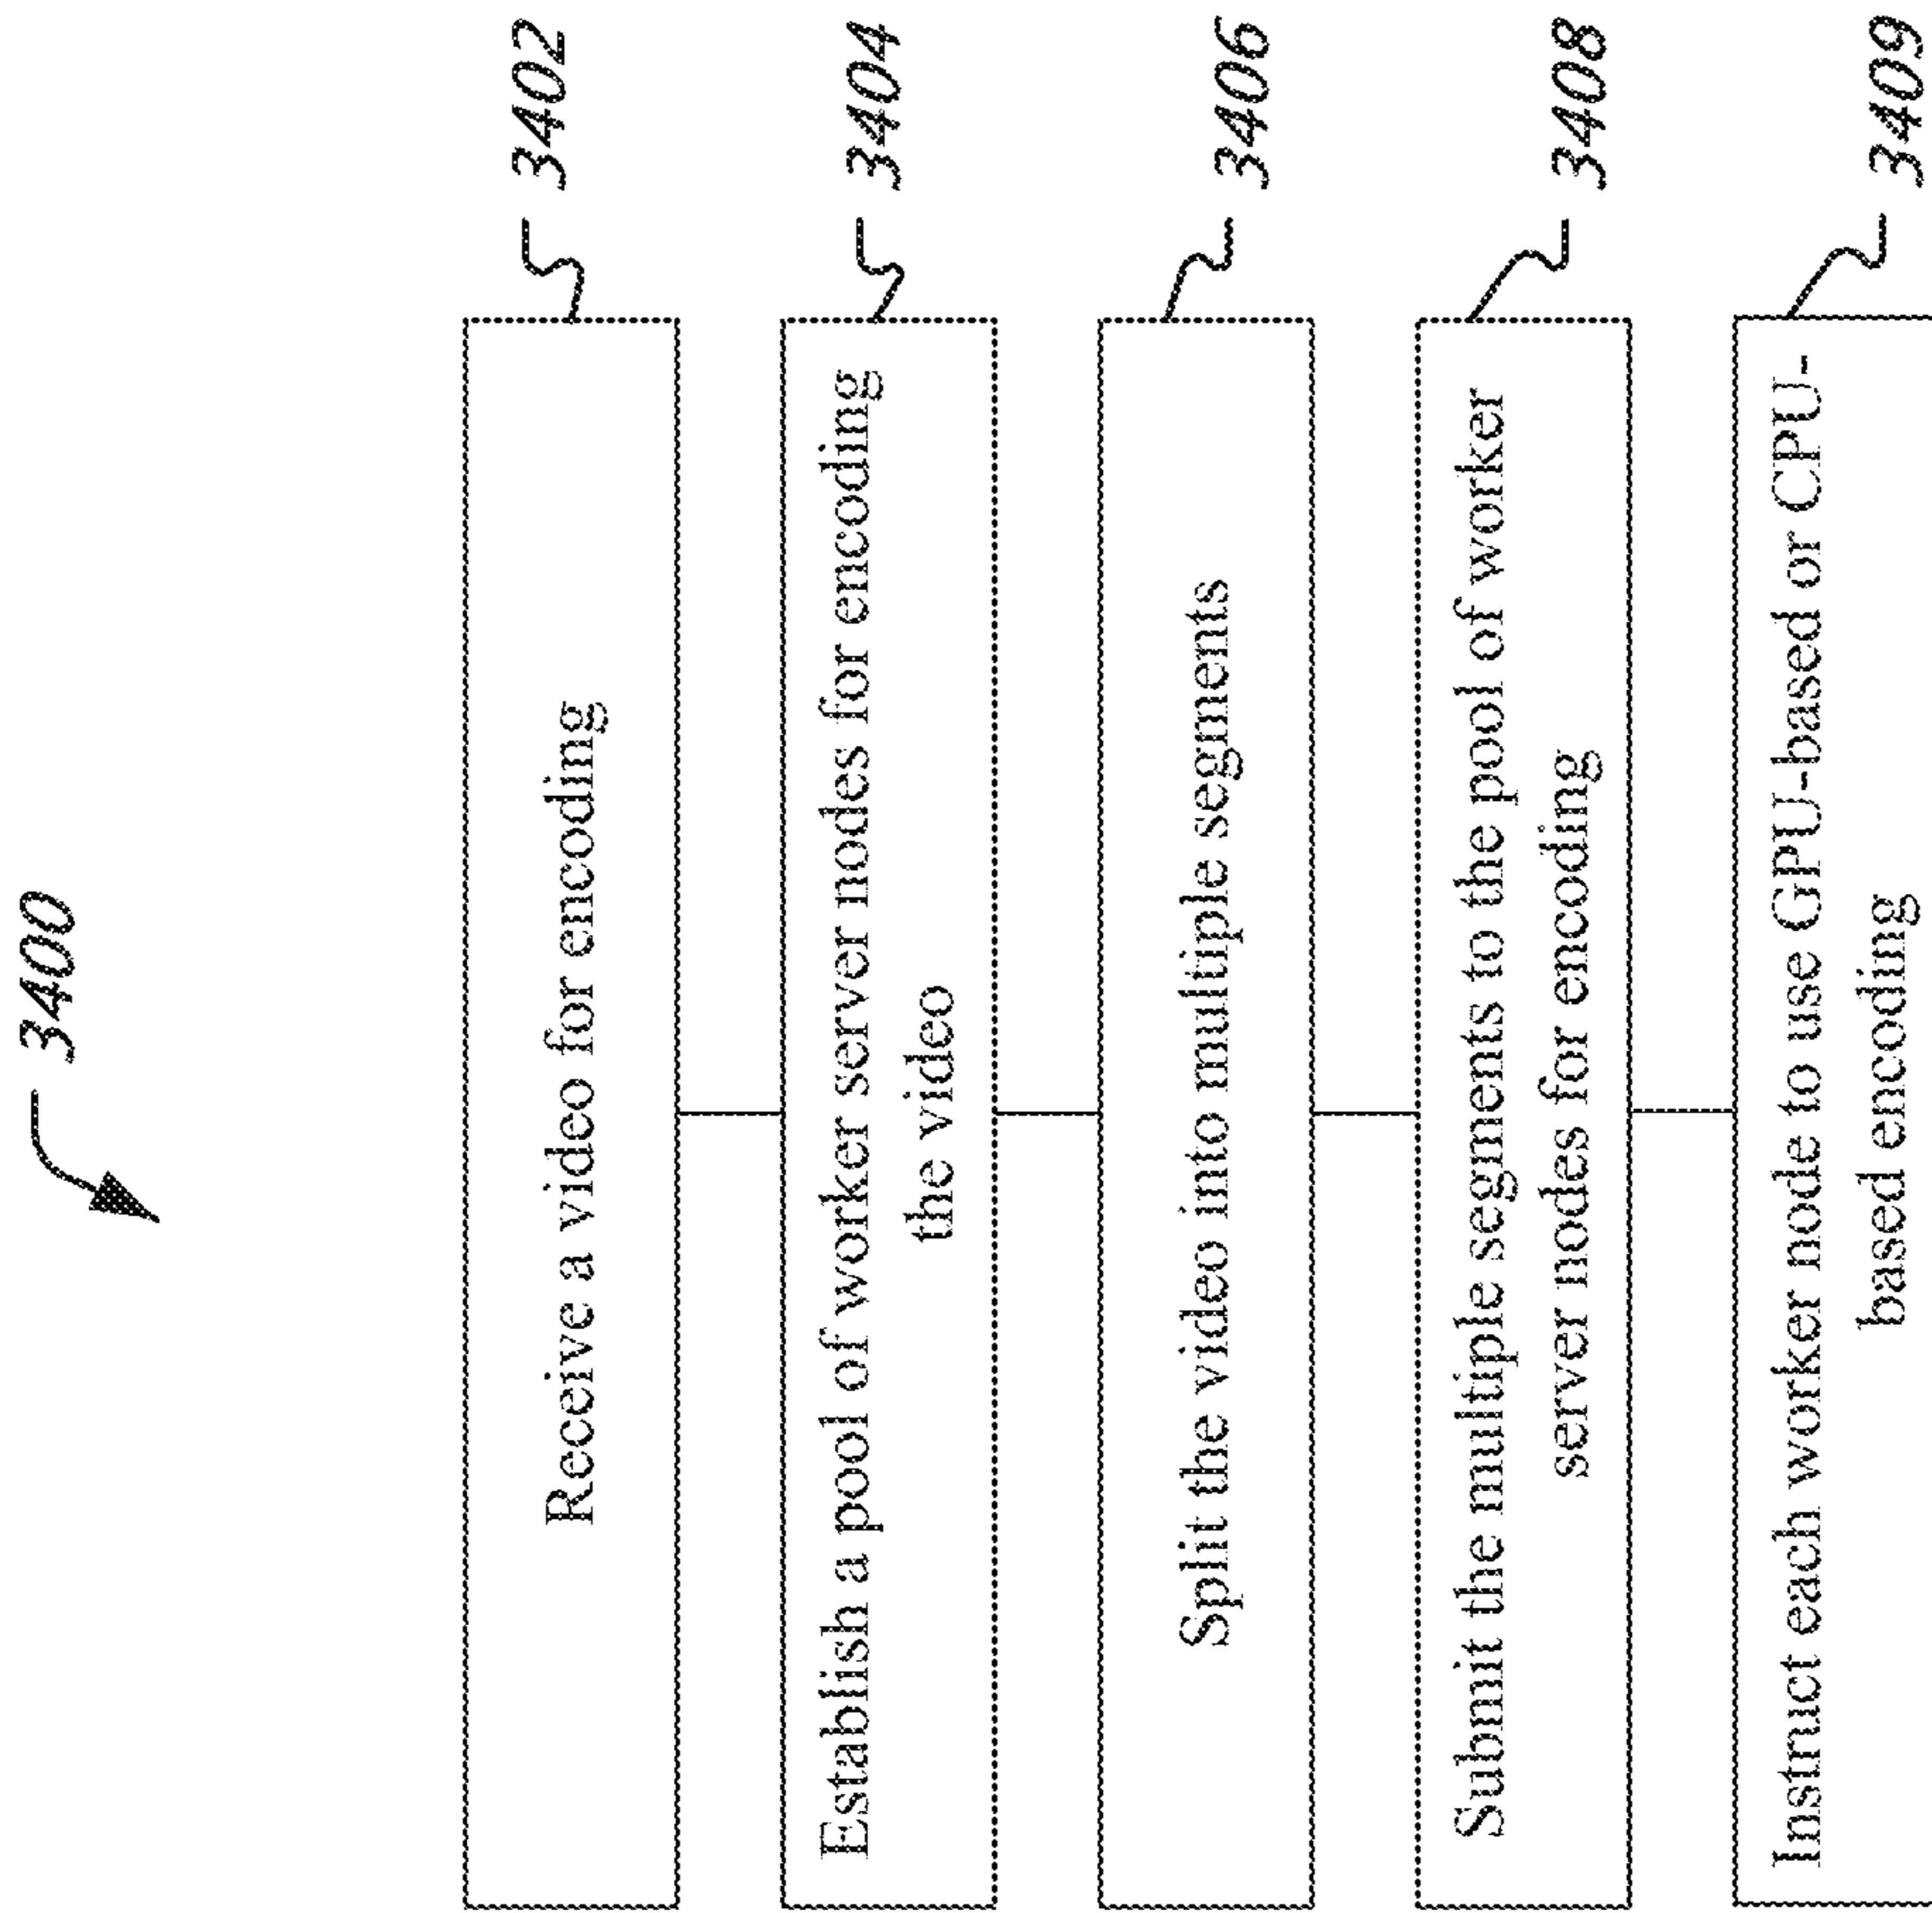 3400
Receive a video for encoding
3402
Establish a pool of worker server nodes for encoding
the video
3404
Split the video into multiple segments
3406
Submit the multiple segments to the pool of worker
server nodes for encoding
3408
Instruct each worker node to use GPU-based or CPU-
based encoding
3409